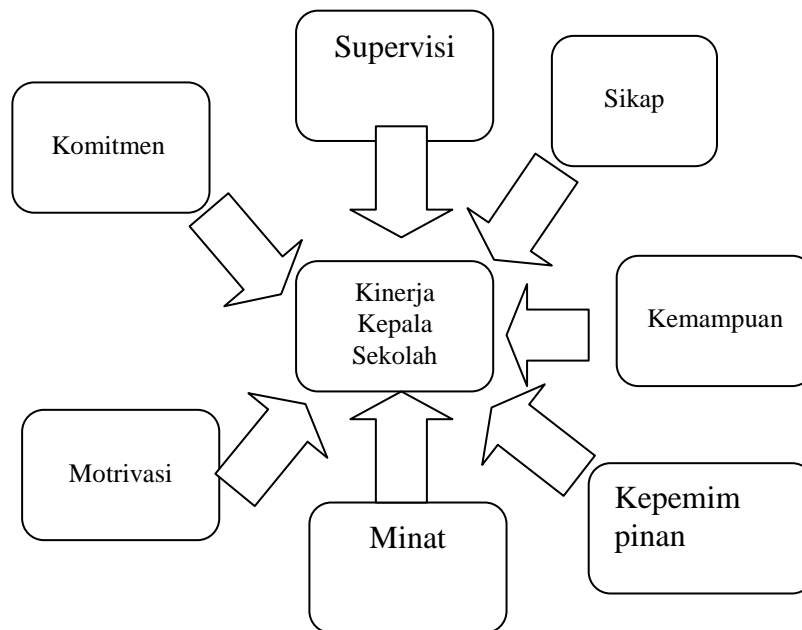 Supervisi
Sikap
Komitmen
Kinerja
Kepala
Sekolah
Kemampuan
Motrivasi
Minat
Kepemim
pinan